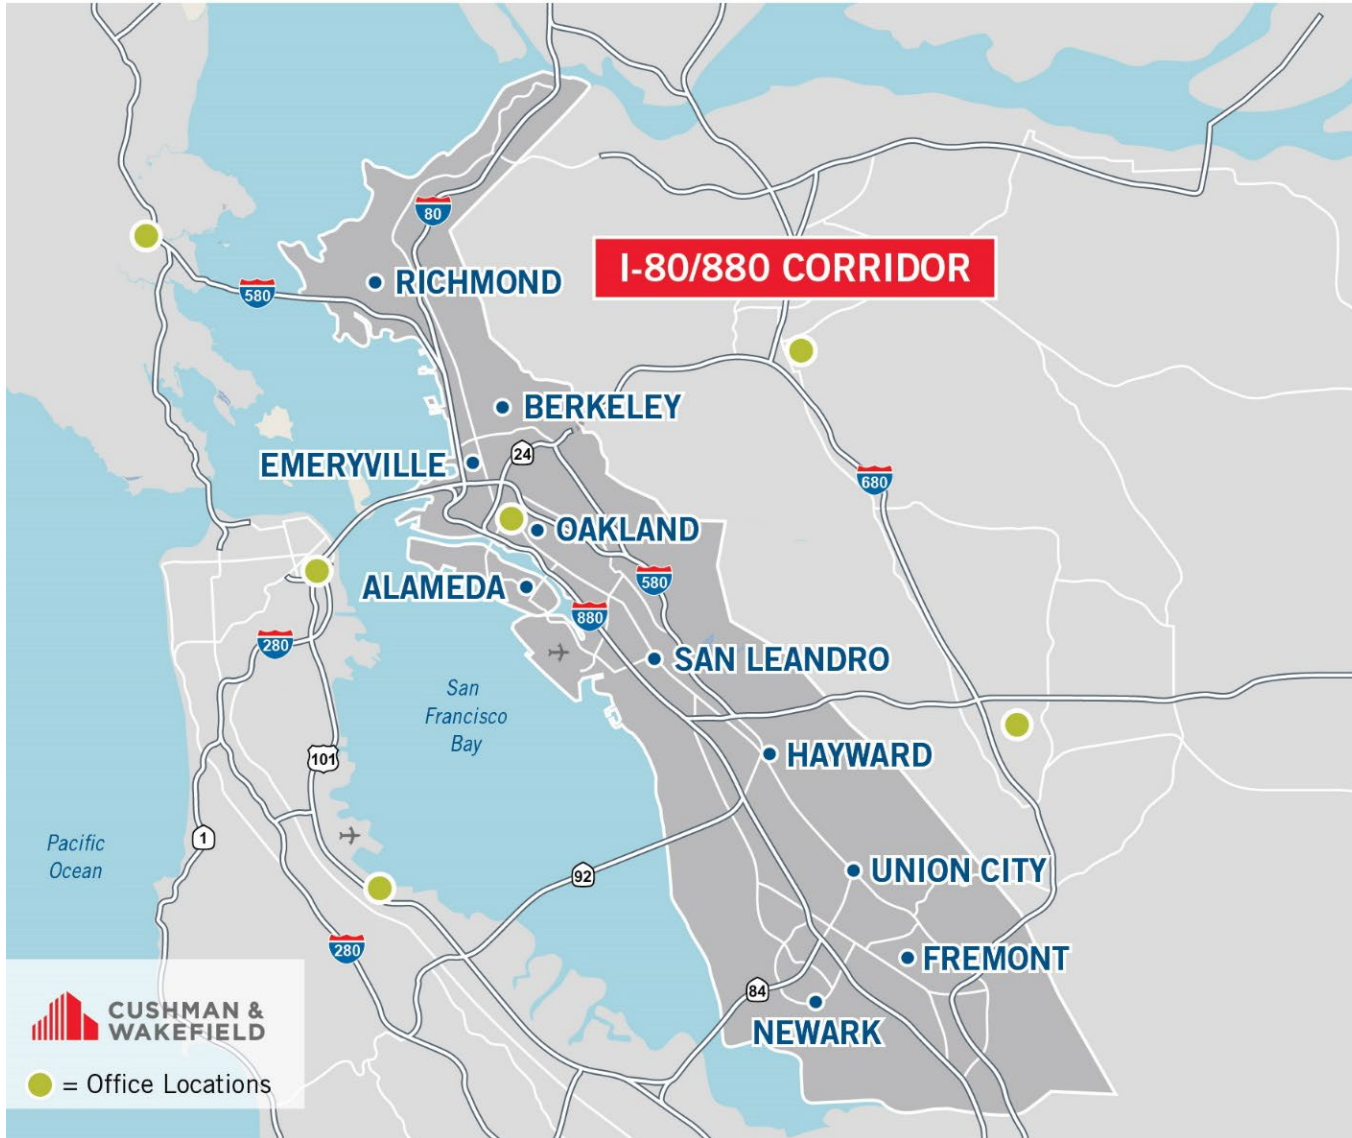 80
I-80/880 CORRIDOR
RICHMOND
580
BERKELEY
24
EMERYVILLE
680
OAKLAND
580
ALAMEDA
880
280
SAN LEANDRO
San
Francisco
Bay
101
HAYWARD
1
Pacific
Ocean
92
UNION CITY
280
FREMONT
84
NEWARK
CUSHMAN &
WAKEFIELD
= Office Locations